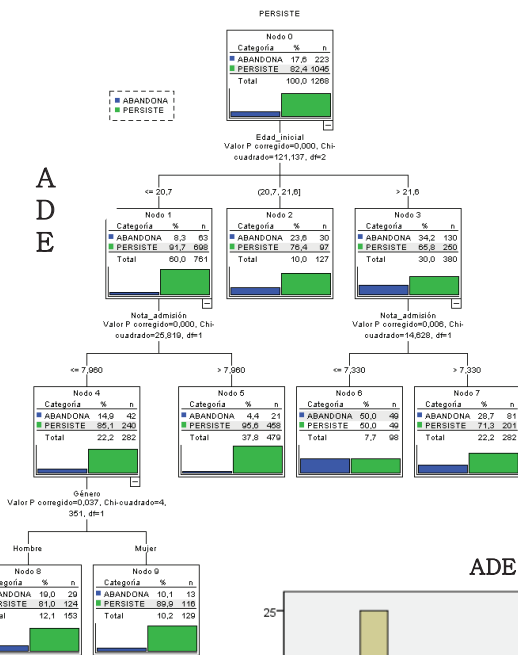 PERSISTE
Nodo 0
Categoría % n
ABANDONA 17,6 223
PERSISTE 82,4 1045
Total 100,0 1268
ABANDONA
PERSISTE
Edad_inicial
Valor P corregido=0,000, Chi-
cuadrado=121,137, df=2
A
D
E
<= 20,7
(20,7, 21,6]
> 21,6
Nodo 1
Categoría % n
ABANDONA 8,3 63
PERSISTE 91,7 698
Total 60,0 761
Nodo 2
Categoría % n
ABANDONA 23,6 30
PERSISTE 76,4 97
Total 10,0 127
Nodo 3
Categoría % n
ABANDONA 34,2 130
PERSISTE 65,8 250
Total 30,0 380
Nota_admisión
Valor P corregido=0,000, Chi-
cuadrado=25,819, df=1
Nota_admisión
Valor P corregido=0,006, Chi-
cuadrado=14,628, df=1
<= 7,960
> 7,960
<= 7,330
> 7,330
Nodo 4
Categoría % n
ABANDONA 14,9 42
PERSISTE 85,1 240
Total 22,2 282
Nodo 5
Categoría % n
ABANDONA 4,4 21
PERSISTE 95,6 458
Total 37,8 479
Nodo 6
Categoría % n
ABANDONA 50,0 49
PERSISTE 50,0 49
Total 7,7 98
Nodo 7
Categoría % n
ABANDONA 28,7 81
PERSISTE 71,3 201
Total 22,2 282
Género
Valor P corregido=0,037, Chi-cuadrado=4,
351, df=1
Hombre
Mujer
Nodo 8
egoría % n
ANDONA 19,0 29
RSISTE 81,0 124
tal 12,1 153
Nodo 9
Categoría % n
ABANDONA 10,1 13
PERSISTE 89,9 116
Total 10,2 129
ADE
25